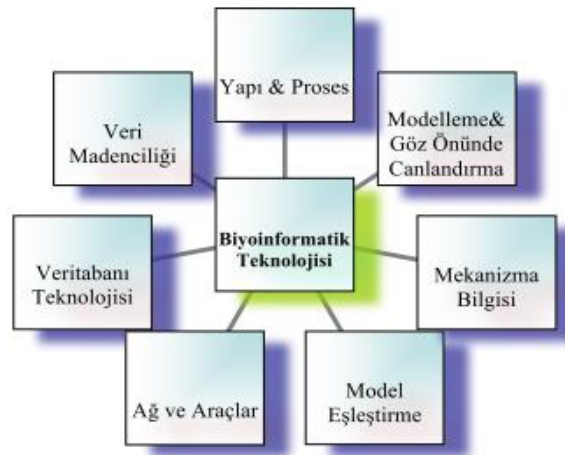 Yapı & Proses
Veri
Madenciliği
Modelleme&
Göz Önünde
Canlandırma
Biyoinformatik
Teknolojisi
Veritabanı
Teknolojisi
Mekanizma
Bilgisi
Ağ ve Araçlar
Model
Eşleştirme